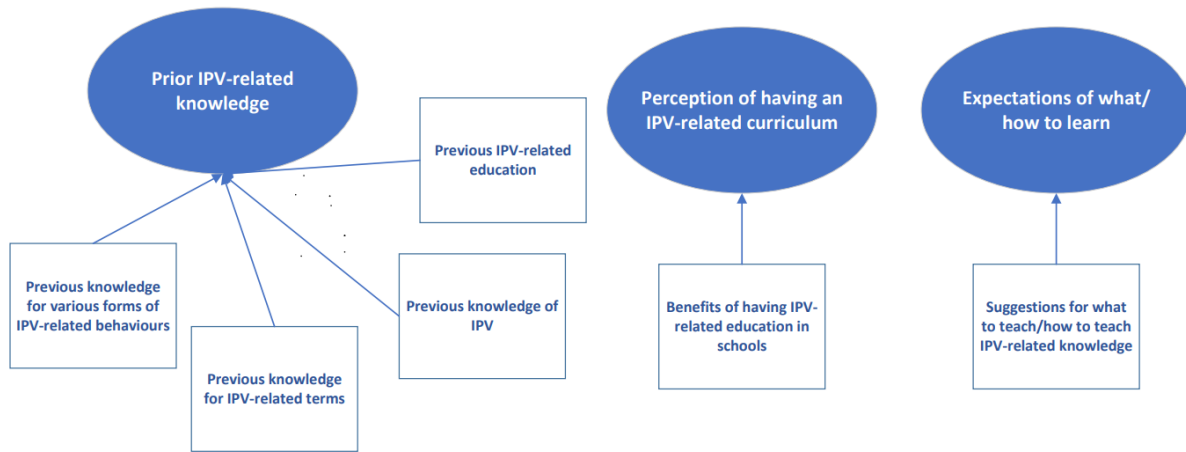 Prior IPV-related
knowledge
Previous IPV-related
education
Previous knowledge
for various forms of
IPV-related behaviours
Previous knowledge
for IPV-related terms
Previous knowledge of
IPV
Perception of having an
IPV-related curriculum
Benefits of having IPV-
related education in
schools
Expectations of what/
how to learn
Suggestions for what
to teach/how to teach
IPV-related knowledge